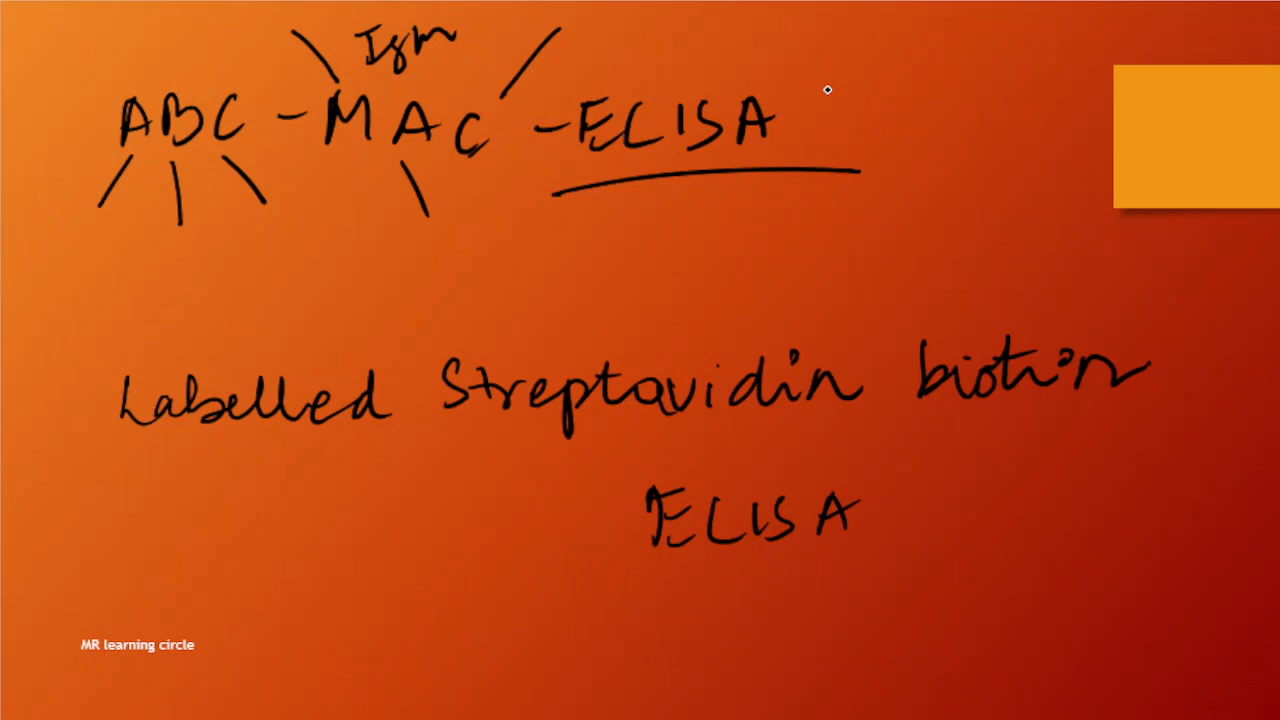 Igm
ABC - MAC - ELISA
Labelled Streptavidin biotin
ELISA
MR learning circle